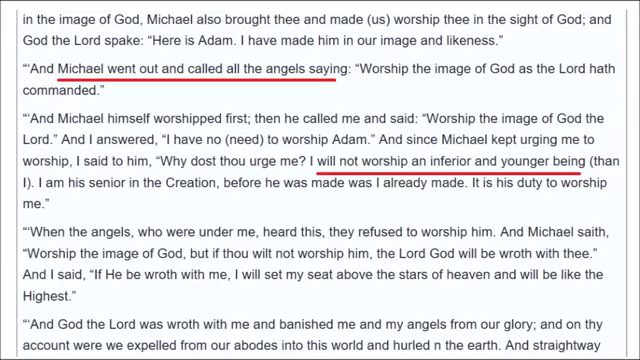 in the image of God, Michael also brought thee and made (us) worship thee in the sight of God; and
God the Lord spake: “Here is Adam. I have made him in our image and likeness.”
“‘And Michael went out and called all the angels saying: “Worship the image of God as the Lord hath
commanded.”
“‘And Michael himself worshipped first; then he called me and said: “Worship the image of God the
Lord.” And I answered, “I have no (need) to worship Adam.” And since Michael kept urging me to
worship, I said to him, “Why dost thou urge me? I will not worship an inferior and younger being (than
I). I am his senior in the Creation, before he was made was I already made. It is his duty to worship
me.”
“‘When the angels, who were under me, heard this, they refused to worship him. And Michael saith,
“Worship the image of God, but if thou wilt not worship him, the Lord God will be wroth with thee.”
And I said, “If He be wroth with me, I will set my seat above the stars of heaven and will be like the
Highest.”
“‘And God the Lord was wroth with me and banished me and my angels from our glory; and on thy
account were we expelled from our abodes into this world and hurled n the earth. And straightway